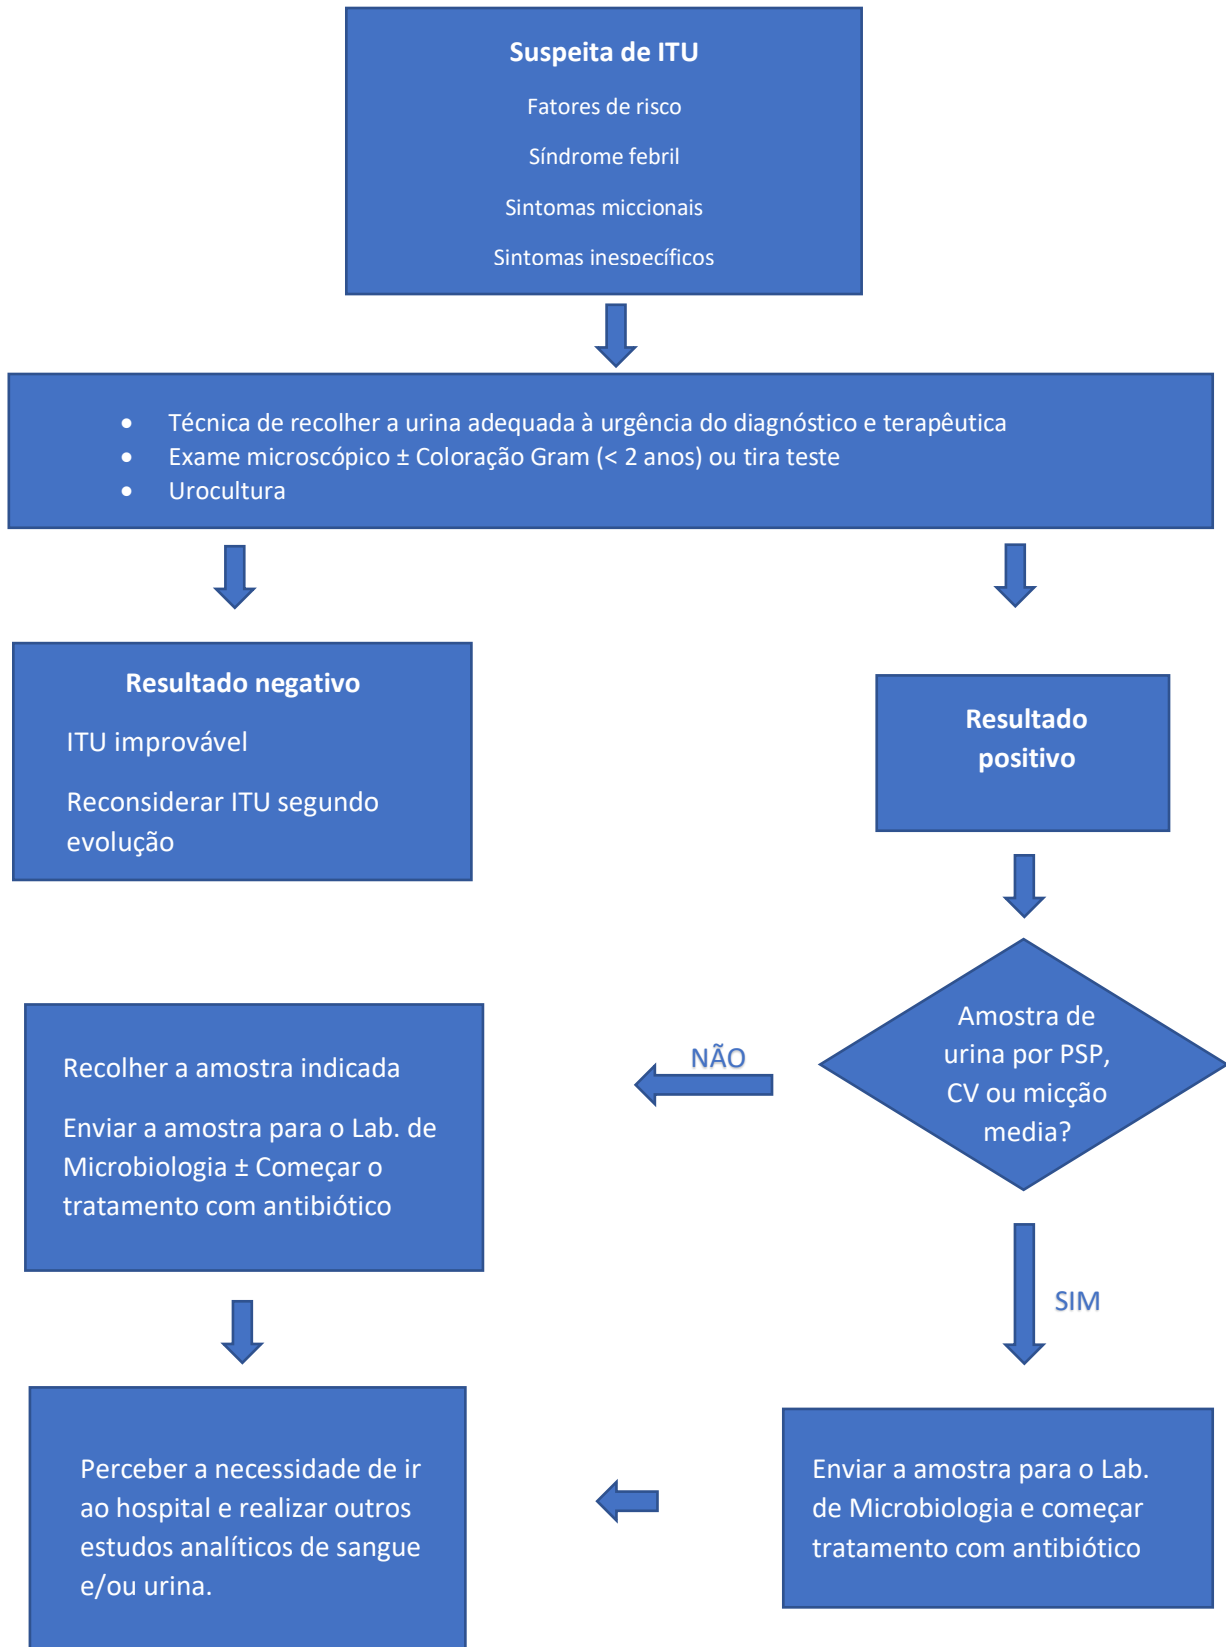 Suspeita de ITU
Fatores de risco
Síndrome febril
Sintomas miccionais
Sintomas inespecíficos
• Técnica de recolher a urina adequada à urgência do diagnóstico e terapêutica
• Exame microscópico ± Coloração Gram (< 2 anos) ou tira teste
• Urocultura
Resultado negativo
ITU improvável
Reconsiderar ITU segundo
evolução
Resultado
positivo
Amostra de
urina por PSP,
CV ou micção
media?
NÃO
Recolher a amostra indicada
Enviar a amostra para o Lab. de
Microbiologia ± Começar o
tratamento com antibiótico
SIM
Enviar a amostra para o Lab.
de Microbiologia e começar
tratamento com antibiótico
Perceber a necessidade de ir
ao hospital e realizar outros
estudos analíticos de sangue
e/ou urina.